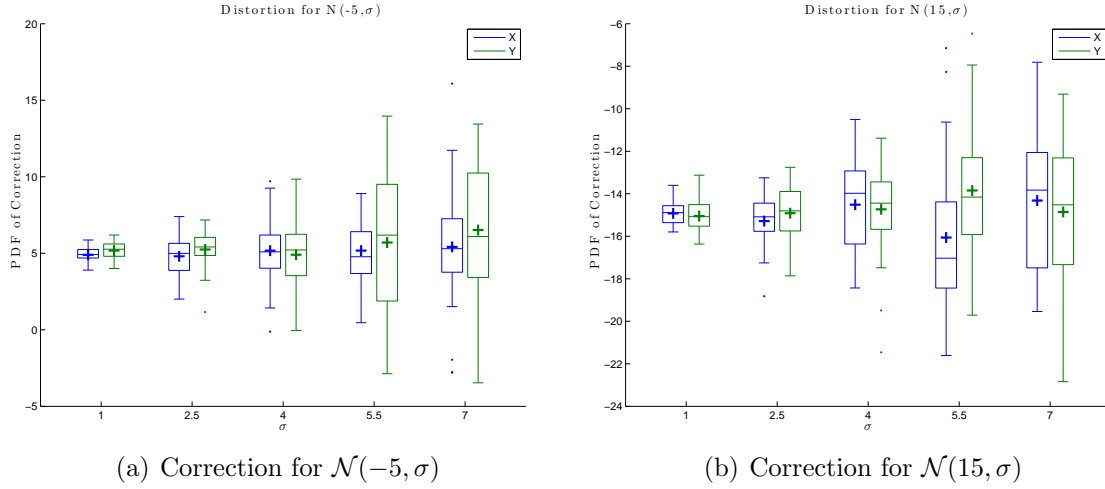 Distortion for N(-5,σ)
20
15
10
5
0
−5
PDF of Correction
1
2.5
4
5.5
7
σ
X
Y
(a) Correction for N(−5, σ)
Distortion for N(15,σ)
−6
−8
−10
−12
−14
−16
−18
−20
−22
−24
PDF of Correction
1
2.5
4
5.5
7
σ
X
Y
(b) Correction for N(15, σ)